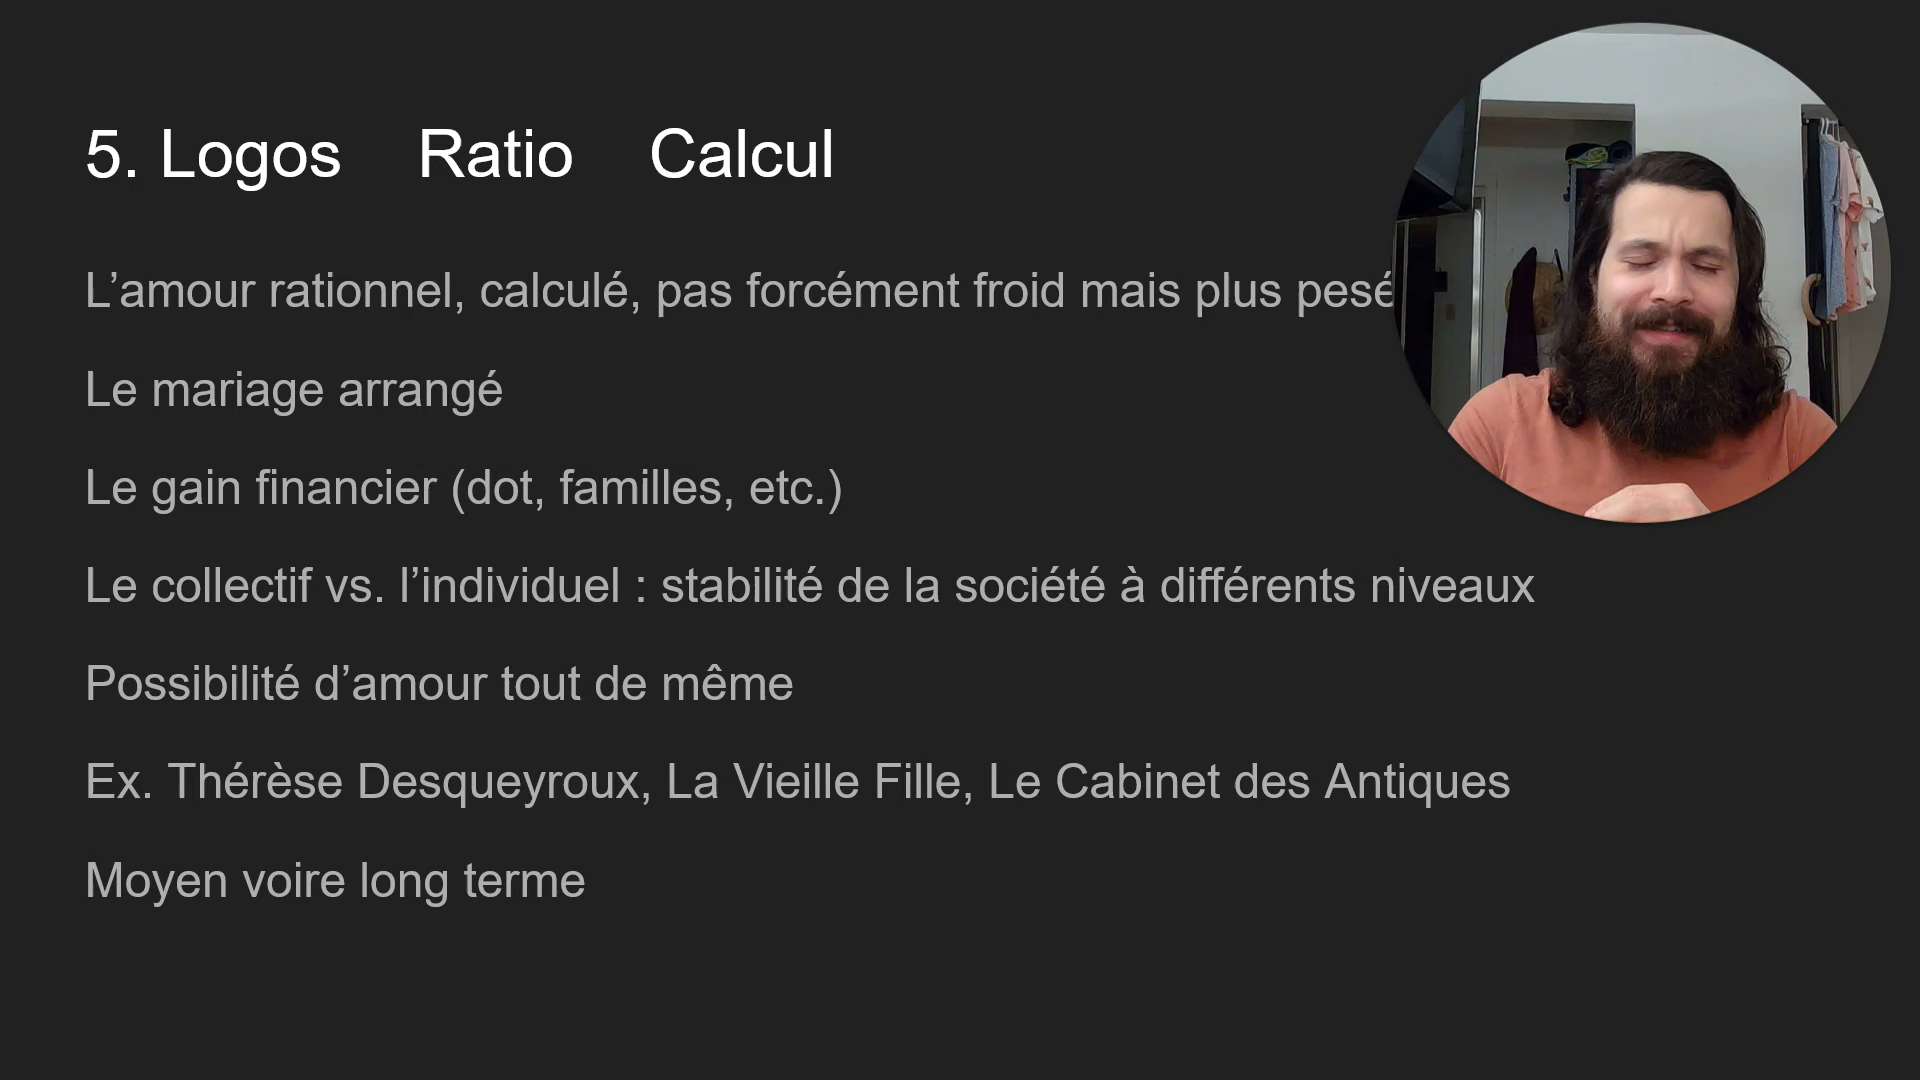 5. Logos Ratio Calcul
L’amour rationnel, calculé, pas forcément froid mais plus pesé
Le mariage arrangé
Le gain financier (dot, familles, etc.)
Le collectif vs. l’individuel : stabilité de la société à différents niveaux
Possibilité d’amour tout de même
Ex. Thérèse Desqueyroux, La Vieille Fille, Le Cabinet des Antiques
Moyen voire long terme